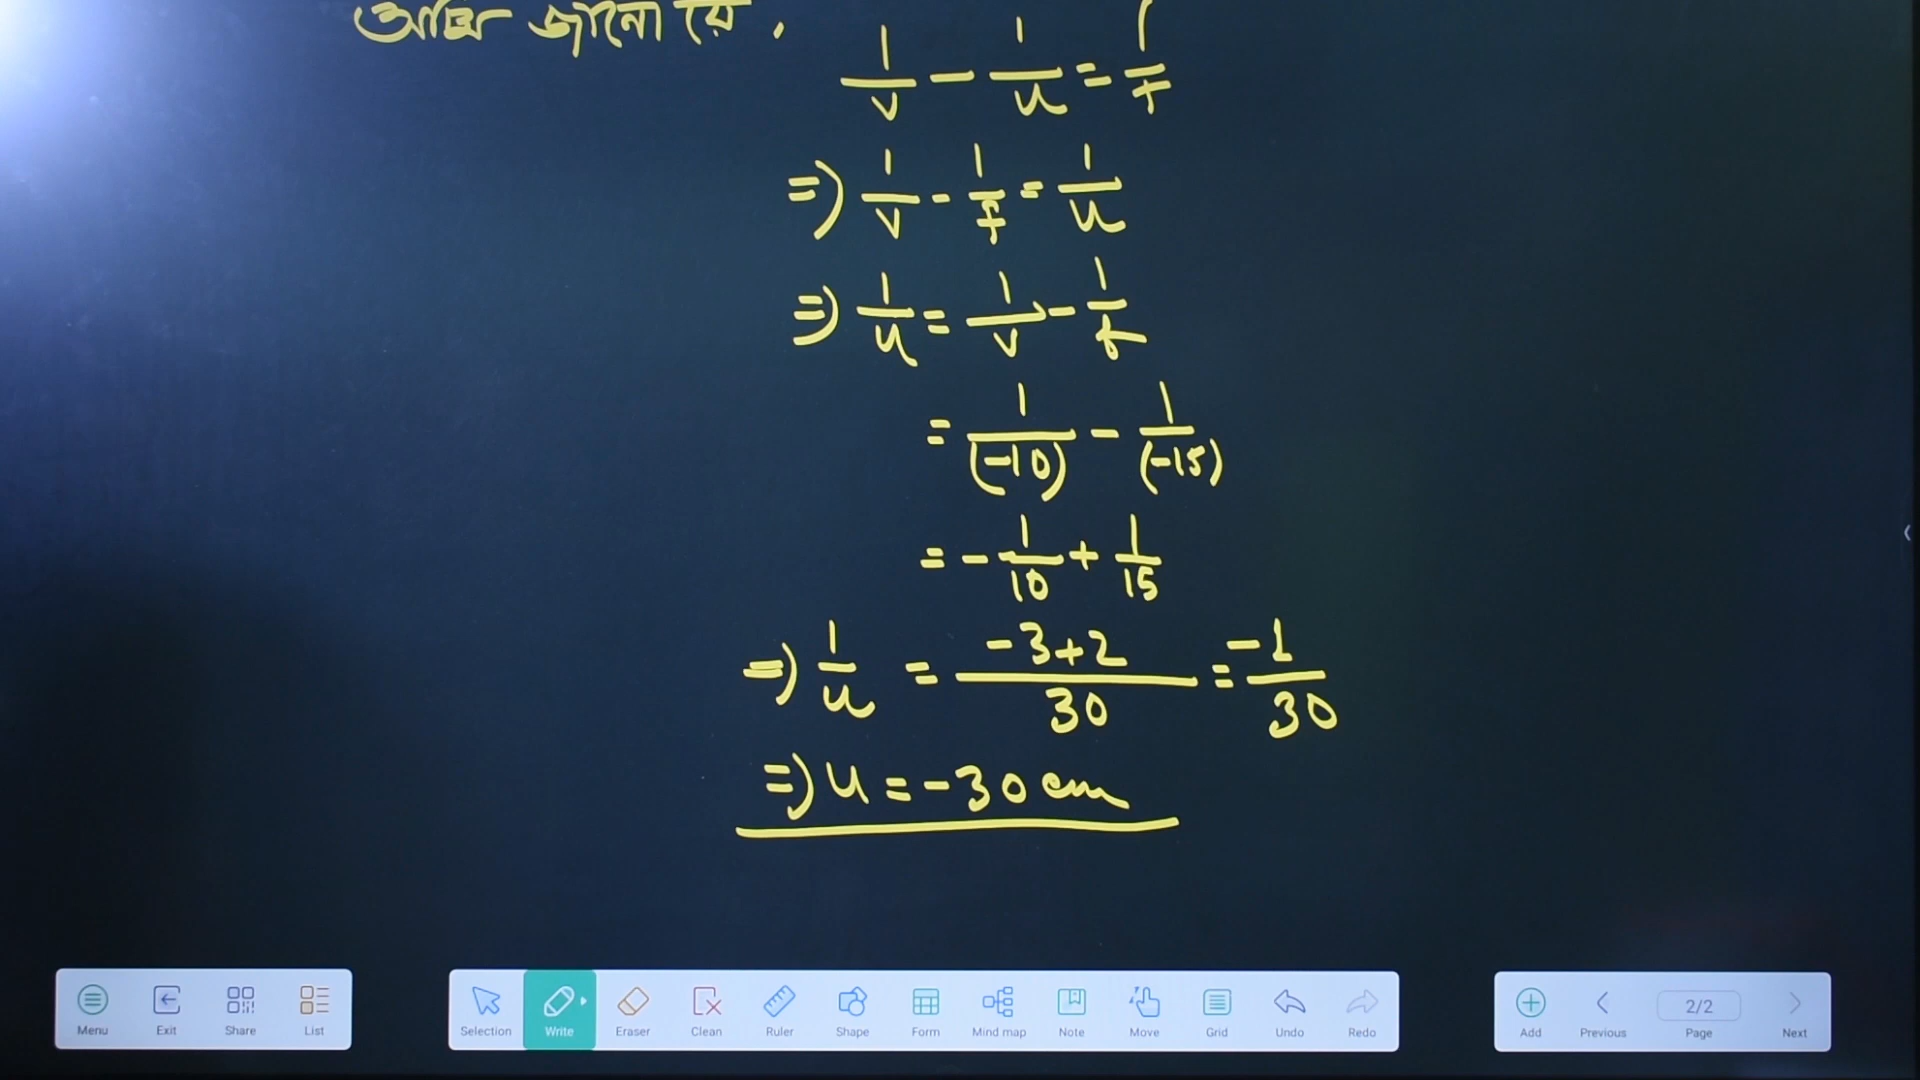 আমি জানো যে,
1/v - 1/u = 1/f
⇒) 1/v - 1/f = 1/u
⇒) 1/u = 1/v - 1/f
= 1/(-10) - 1/(-15)
= -1/10 + 1/15
⇒) 1/u = (-3+2)/30 = -1/30
⇒) u = -30 cm
Menu Exit Share List Selection Write Eraser Clean Ruler Shape Form Mind map Note Move Grid Undo Redo Add Previous 2/2 Page Next